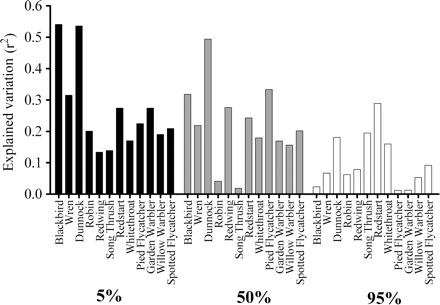 Explained variation (r2)
0.6
0.5
0.4
0.3
0.2
0.1
0.0
Blackbird
Wren
Dunnock
Robin
Redwing
Song Thrush
Redstart
Whitethroat
Pied Flycatcher
Garden Warbler
Willow Warbler
Spotted Flycatcher
Blackbird
Wren
Dunnock
Robin
Redwing
Song Thrush
Redstart
Whitethroat
Pied Flycatcher
Garden Warbler
Willow Warbler
Spotted Flycatcher
Blackbird
Wren
Dunnock
Robin
Redwing
Song Thrush
Redstart
Whitethroat
Pied Flycatcher
Garden Warbler
Willow Warbler
Spotted Flycatcher
5%
50%
95%